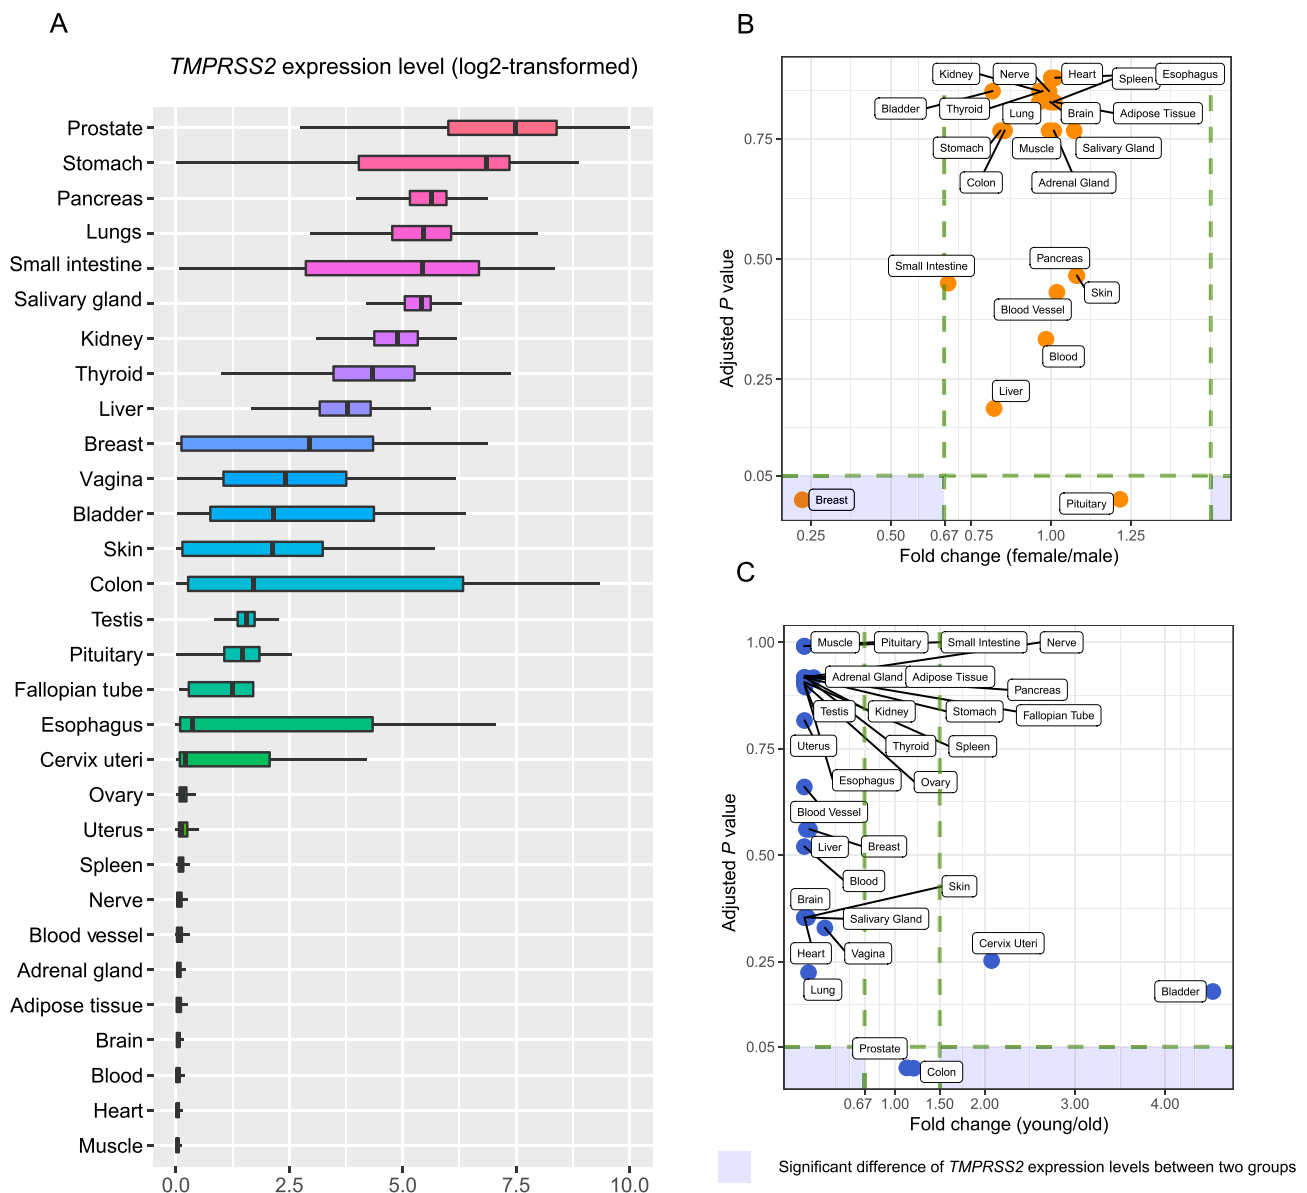 A
TMPRSS2 expression level (log2-transformed)
Prostate
Stomach
Pancreas
Lungs
Small intestine
Salivary gland
Kidney
Thyroid
Liver
Breast
Vagina
Bladder
Skin
Colon
Testis
Pituitary
Fallopian tube
Esophagus
Cervix uteri
Ovary
Uterus
Spleen
Nerve
Blood vessel
Adrenal gland
Adipose tissue
Brain
Blood
Heart
Muscle
0.0 2.5 5.0 7.5 10.0
B
Adjusted P value
0.75
0.50
0.25
0.05
Kidney Nerve Heart Spleen Esophagus
Bladder Thyroid Lung Brain Adipose Tissue
Stomach Muscle Salivary Gland
Colon Adrenal Gland
Small Intestine Pancreas
Skin
Blood Vessel
Blood
Liver
Breast Pituitary
0.25 0.50 0.67 0.75 1.00 1.25
Fold change (female/male)
C
Adjusted P value
1.00
0.75
0.50
0.25
0.05
Muscle Pituitary Small Intestine Nerve
Adrenal Gland Adipose Tissue
Pancreas
Testis Kidney Stomach Fallopian Tube
Uterus Thyroid Spleen
Esophagus Ovary
Blood Vessel
Liver Breast
Blood
Skin
Brain
Salivary Gland
Heart Vagina Cervix Uteri
Lung Bladder
Prostate
Colon
0.67 1.00 1.50 2.00 3.00 4.00
Fold change (young/old)
Significant difference of TMPRSS2 expression levels between two groups